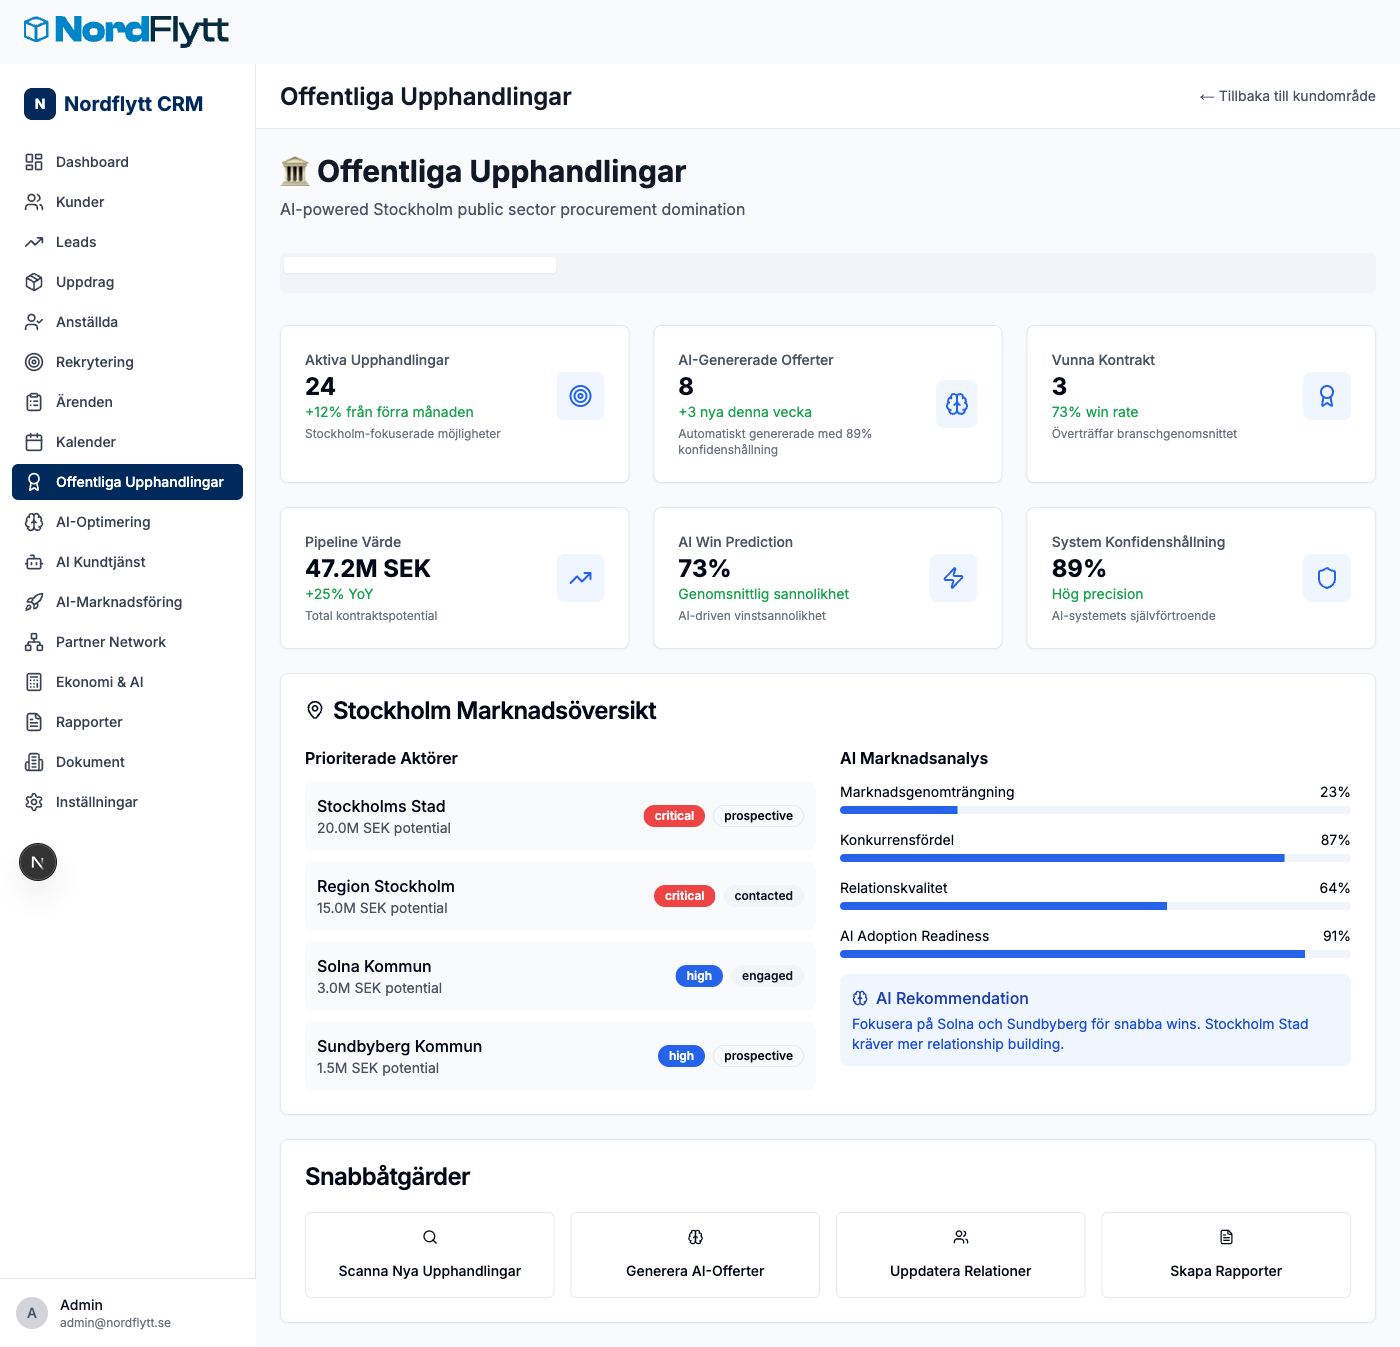 NordFlytt
N
Nordflytt CRM
Dashboard
Kunder
Leads
Uppdrag
Anställda
Rekrytering
Ärenden
Kalender
Offentliga Upphandlingar
AI-Optimering
AI Kundtjänst
AI-Marknadsföring
Partner Network
Ekonomi & AI
Rapporter
Dokument
Inställningar
N
A
Admin
admin@nordflytt.se
Offentliga Upphandlingar
← Tillbaka till kundområde
🏛️ Offentliga Upphandlingar
AI-powered Stockholm public sector procurement domination
Aktiva Upphandlingar
24
+12% från förra månaden
Stockholm-fokuserade möjligheter
AI-Genererade Offerter
8
+3 nya denna vecka
Automatiskt genererade med 89%
konfidenshållning
Vunna Kontrakt
3
73% win rate
Överträffar branschgenomsnittet
Pipeline Värde
47.2M SEK
+25% YoY
Total kontraktspotential
AI Win Prediction
73%
Genomsnittlig sannolikhet
AI-driven vinstsannolikhet
System Konfidenshållning
89%
Hög precision
AI-systemets självförtroende
Stockholm Marknadsöversikt
Prioriterade Aktörer
Stockholms Stad
20.0M SEK potential
critical
prospective
Region Stockholm
15.0M SEK potential
critical
contacted
Solna Kommun
3.0M SEK potential
high
engaged
Sundbyberg Kommun
1.5M SEK potential
high
prospective
AI Marknadsanalys
Marknadsgenomträngning 23%
Konkurrensfördel 87%
Relationskvalitet 64%
AI Adoption Readiness 91%
AI Rekommendation
Fokusera på Solna och Sundbyberg för snabba wins. Stockholm Stad
kräver mer relationship building.
Snabbåtgärder
Scanna Nya Upphandlingar
Generera AI-Offerter
Uppdatera Relationer
Skapa Rapporter